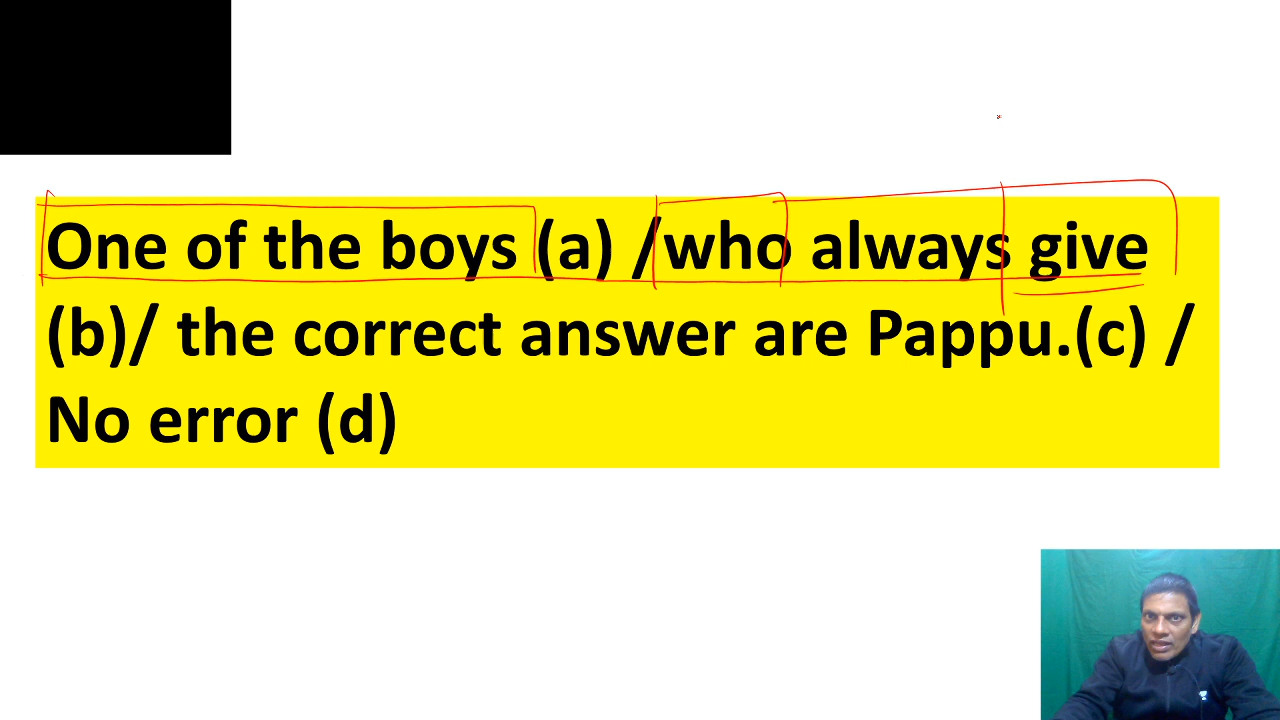 One of the boys (a) /who always give
(b)/ the correct answer are Pappu.(c) /
No error (d)